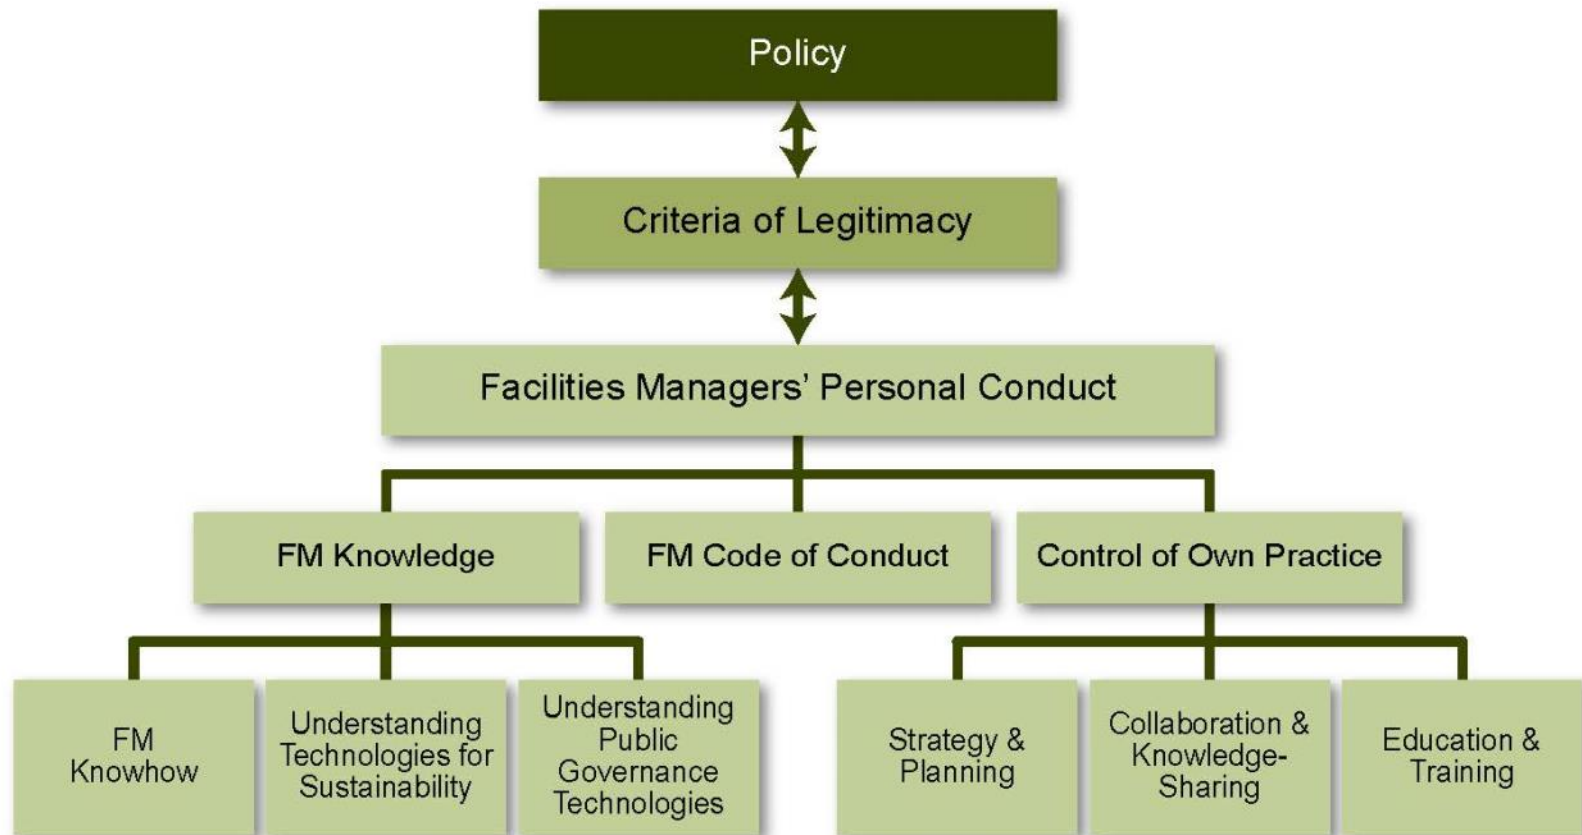 Policy
Criteria of Legitimacy
Facilities Managers’ Personal Conduct
FM Knowledge
FM Code of Conduct
Control of Own Practice
FM
Knowhow
Understanding
Technologies for
Sustainability
Understanding
Public
Governance
Technologies
Strategy &
Planning
Collaboration &
Knowledge-
Sharing
Education &
Training